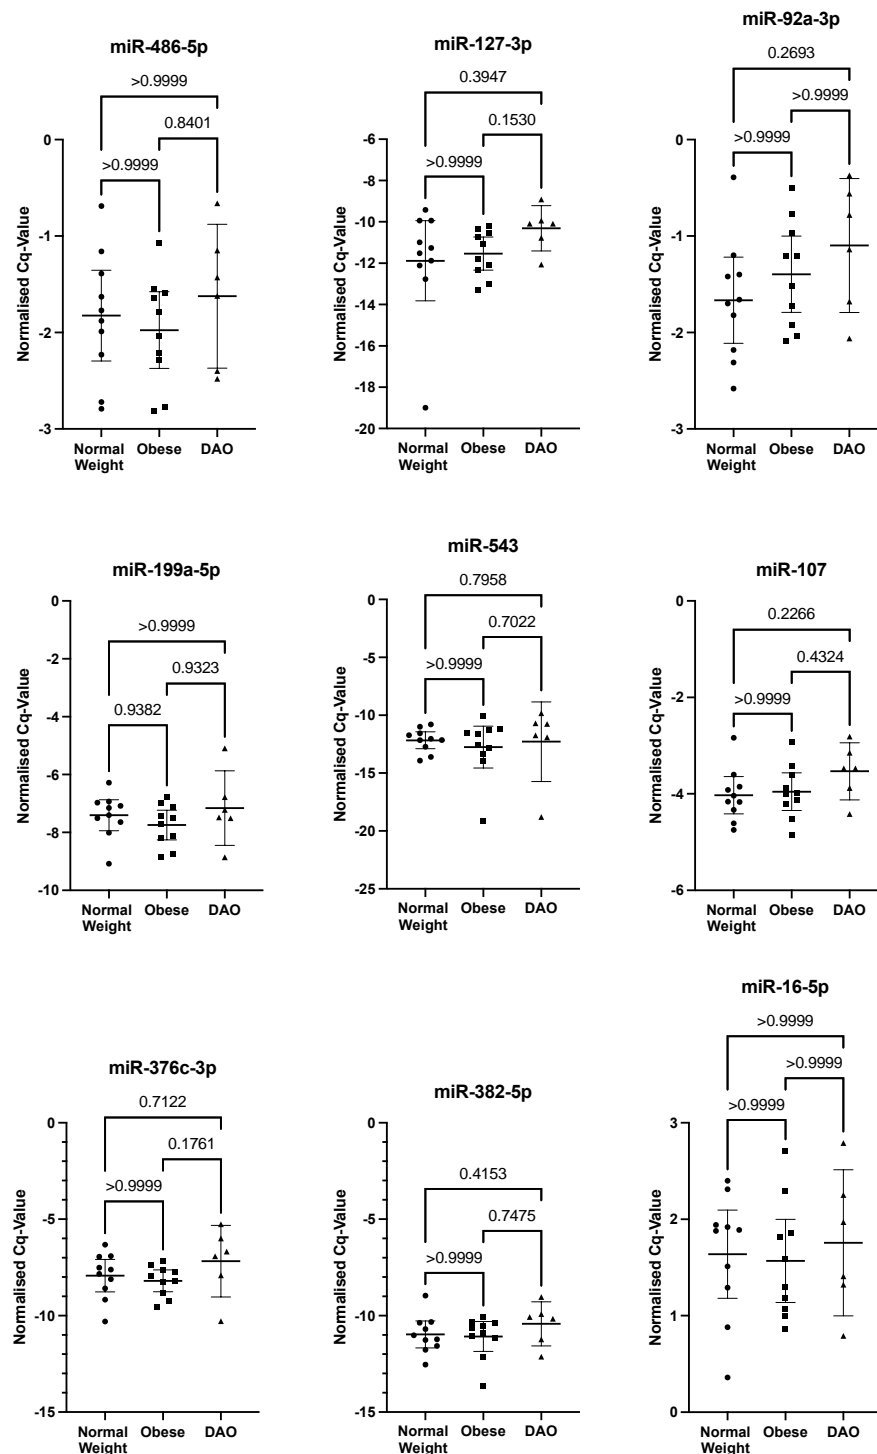 miR-486-5p
>0.9999
0.8401
>0.9999
Normalised Cq-Value
0
-1
-2
-3
Normal Weight
Obese
DAO
miR-127-3p
0.3947
0.1530
>0.9999
Normalised Cq-Value
-6
-8
-10
-12
-14
-16
-18
-20
Normal Weight
Obese
DAO
miR-92a-3p
0.2693
>0.9999
>0.9999
Normalised Cq-Value
0
-1
-2
-3
Normal Weight
Obese
DAO
miR-199a-5p
>0.9999
0.9323
0.9382
Normalised Cq-Value
0
-2
-4
-6
-8
-10
Normal Weight
Obese
DAO
miR-543
0.7958
0.7022
>0.9999
Normalised Cq-Value
0
-5
-10
-15
-20
-25
Normal Weight
Obese
DAO
miR-107
0.2266
0.4324
>0.9999
Normalised Cq-Value
0
-2
-4
-6
Normal Weight
Obese
DAO
miR-376c-3p
0.7122
0.1761
>0.9999
Normalised Cq-Value
0
-5
-10
-15
Normal Weight
Obese
DAO
miR-382-5p
0.4153
0.7475
>0.9999
Normalised Cq-Value
0
-5
-10
-15
Normal Weight
Obese
DAO
miR-16-5p
>0.9999
>0.9999
>0.9999
Normalised Cq-Value
3
2
1
0
Normal Weight
Obese
DAO